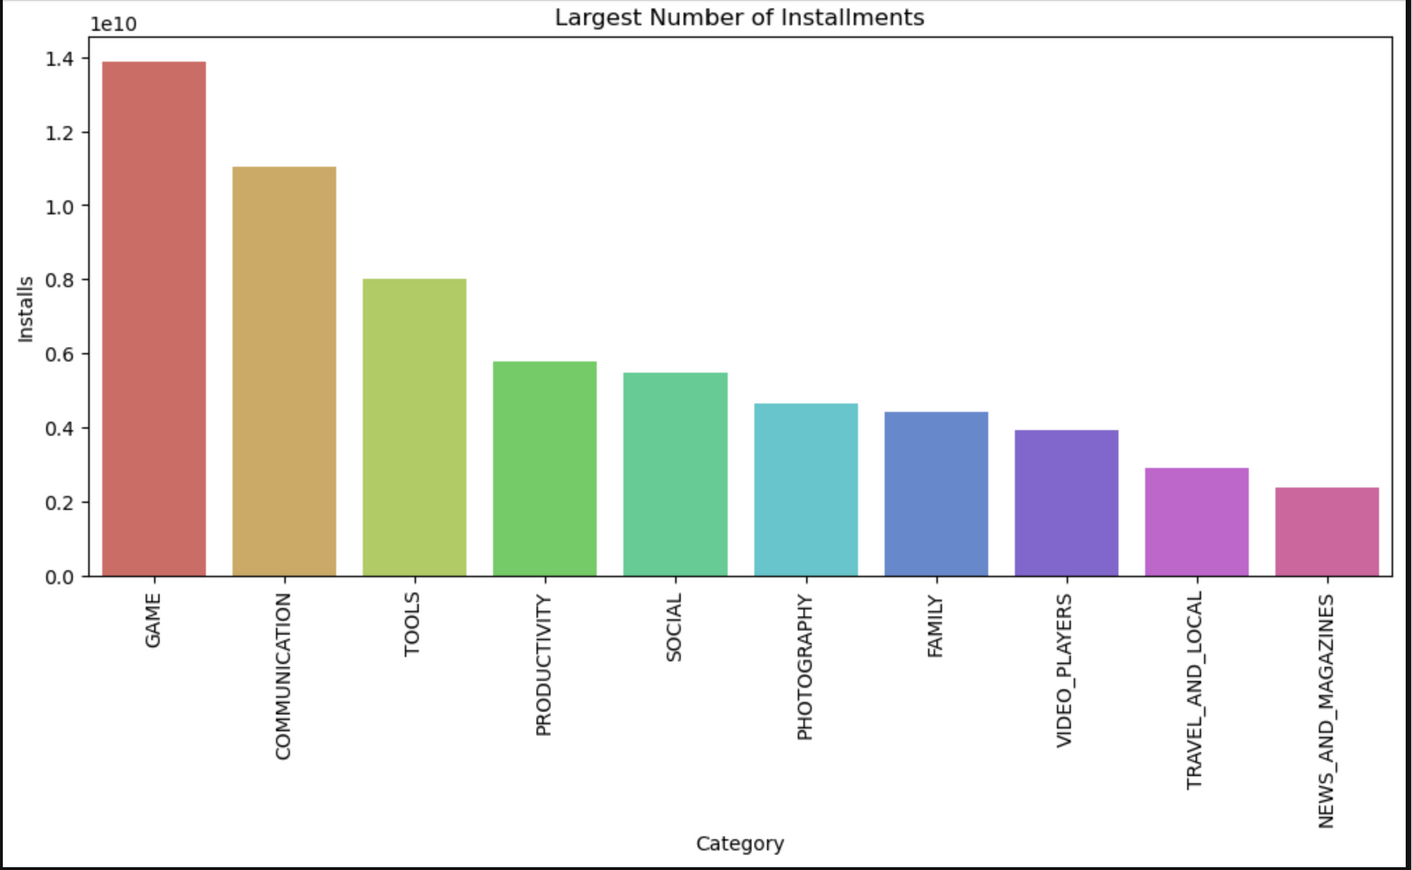 Largest Number of Installments
1e10
1.4
1.2
1.0
0.8
0.6
0.4
0.2
0.0
Installs
GAME
COMMUNICATION
TOOLS
PRODUCTIVITY
SOCIAL
PHOTOGRAPHY
FAMILY
VIDEO_PLAYERS
TRAVEL_AND_LOCAL
NEWS_AND_MAGAZINES
Category